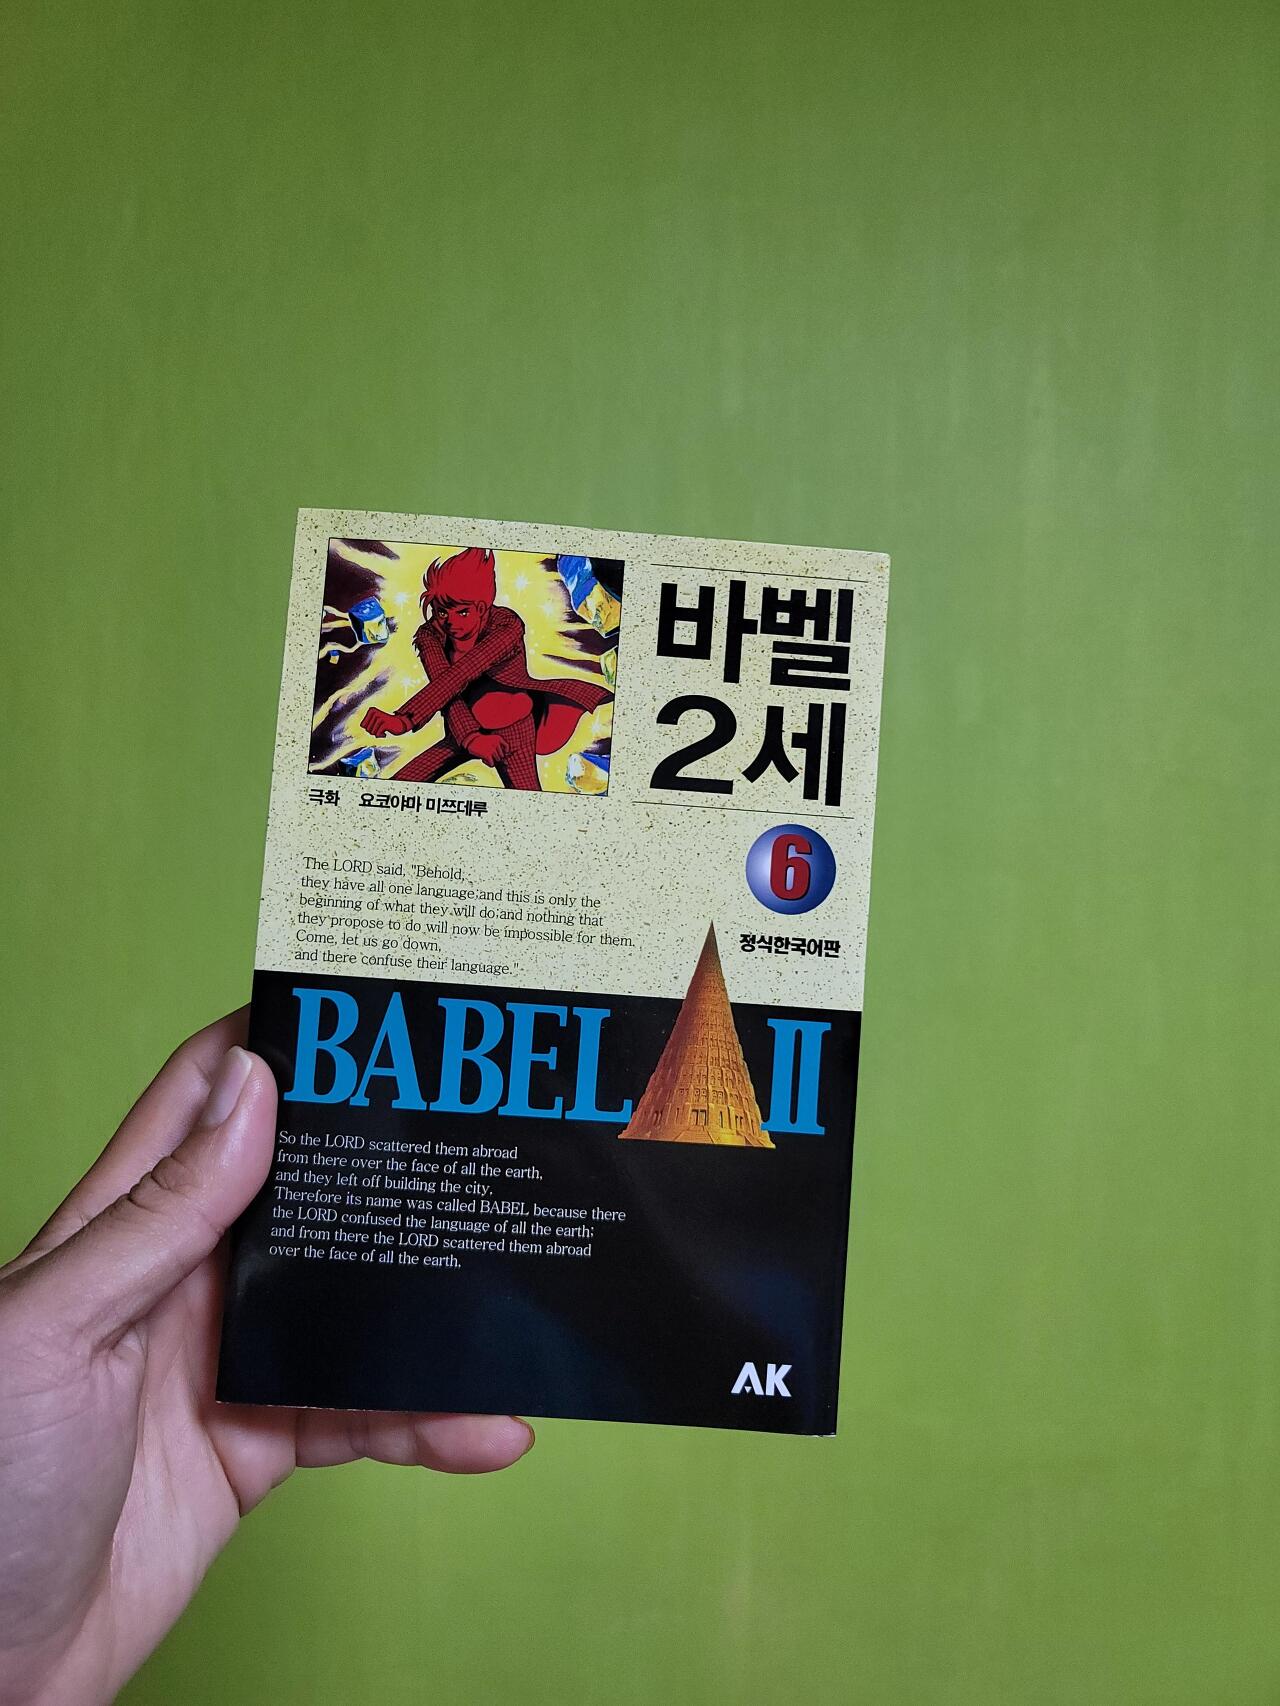 바벨
2세
극화 요코야마 미쯔데루
6
정식한국어판
The LORD said, "Behold,
they have all one language;and this is only the
beginning of what they will do;and nothing that
they propose to do will now be impossible for them.
Come, let us go down,
and there confuse their language."
BABEL II
So the LORD scattered them abroad
from there over the face of all the earth,
and they left off building the city.
Therefore its name was called BABEL because there
the LORD confused the language of all the earth;
and from there the LORD scattered them abroad
over the face of all the earth.
AK